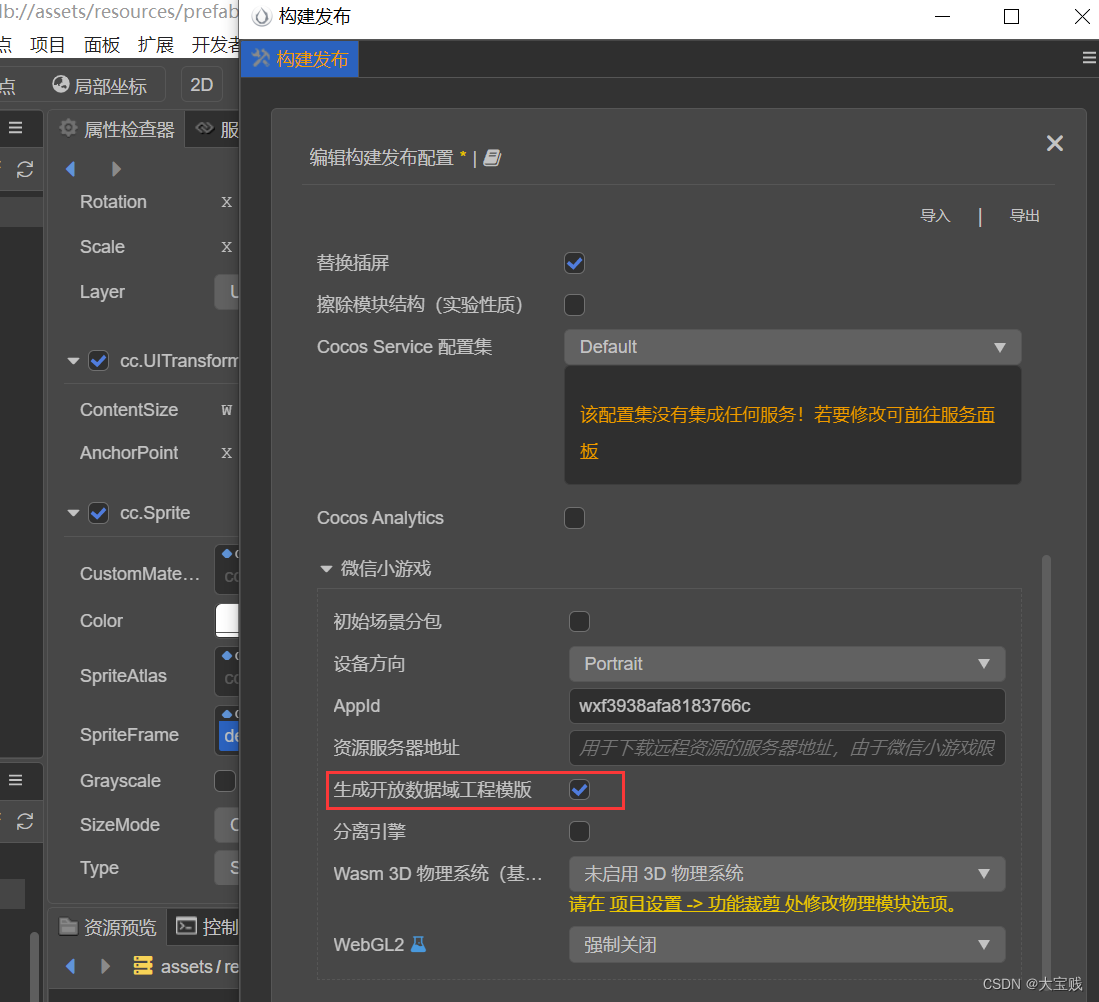 lb://assets/resources/prefab
构建发布
点 项目 面板 扩展 开发者
构建发布
点 局部坐标 2D
属性检查器 服
编辑构建发布配置 * |
导入 | 导出
Rotation X
Scale X
Layer
cc.UITransform
ContentSize W
AnchorPoint X
cc.Sprite
CustomMate...
Color
SpriteAtlas
SpriteFrame de
Grayscale
SizeMode
Type S
资源预览 控制
assets / re
替换插屏
擦除模块结构（实验性质）
Cocos Service 配置集 Default
该配置集没有集成任何服务！若要修改可前往服务面
板
Cocos Analytics
微信小游戏
初始场景分包
设备方向 Portrait
AppId wxf3938afa8183766c
资源服务器地址 用于下载远程资源的服务器地址，由于微信小游戏限
生成开放数据域工程模版
分离引擎
Wasm 3D 物理系统（基... 未启用 3D 物理系统
请在 项目设置 -> 功能裁剪 处修改物理模块选项。
WebGL2 强制关闭
CSDN @大宝贱